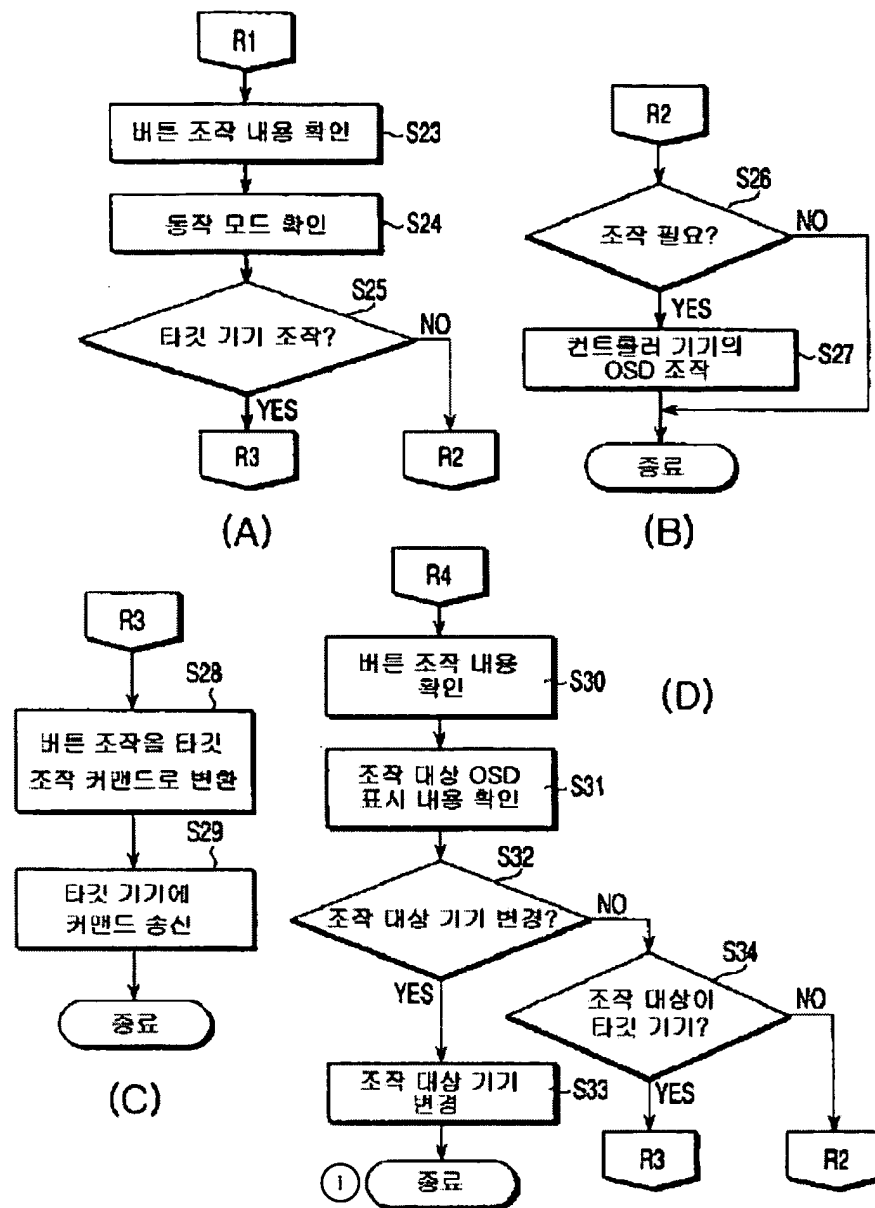 R1
버튼 조작 내용 확인
S23
동작 모드 확인
S24
S25
타깃 기기 조작?
NO
YES
R3
R2
(A)
R2
S26
조작 필요?
NO
YES
컨트롤러 기기의
OSD 조작
S27
종료
(B)
R3
S28
버튼 조작을 타깃
조작 커맨드로 변환
S29
타깃 기기에
커맨드 송신
종료
(C)
R4
버튼 조작 내용
확인
S30
(D)
조작 대상 OSD
표시 내용 확인
S31
S32
조작 대상 기기 변경?
NO
YES
S34
조작 대상이
타깃 기기?
NO
YES
조작 대상 기기
변경
S33
R3
R2
i
종료